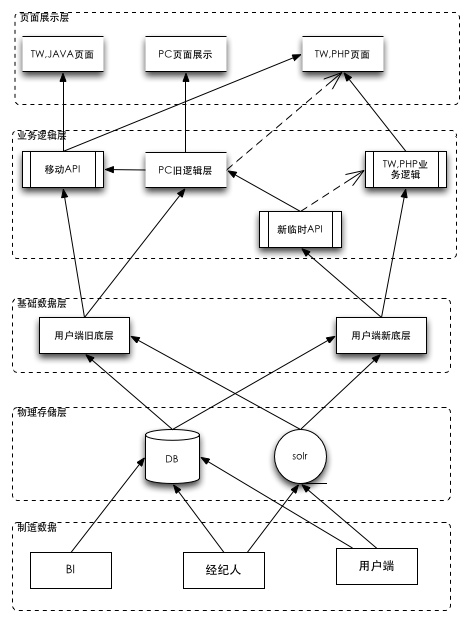 页面展示层
TW,JAVA页面
PC页面展示
TW,PHP页面
业务逻辑层
移动API
PC旧逻辑层
TW,PHP业
务逻辑
新临时API
基础数据层
用户端旧底层
用户端新底层
物理存储层
DB
solr
制造数据
BI
经纪人
用户端